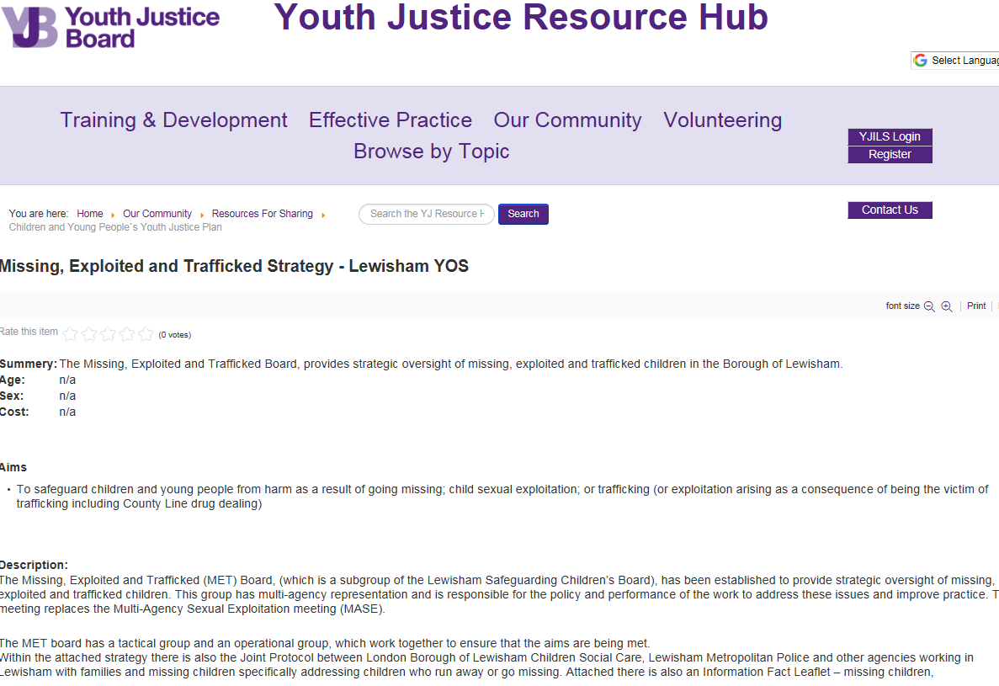 YJB Youth Justice Board
Youth Justice Resource Hub
Select Languag
Training & Development Effective Practice Our Community Volunteering
Browse by Topic
YJILS Login
Register
You are here: Home Our Community Resources For Sharing
Children and Young People`s Youth Justice Plan
Search the YJ Resource H
Search
Contact Us
Missing, Exploited and Trafficked Strategy - Lewisham YOS
font size Print
Rate this item (0 votes)
Summary: The Missing, Exploited and Trafficked Board, provides strategic oversight of missing, exploited and trafficked children in the Borough of Lewisham.
Age: n/a
Sex: n/a
Cost: n/a
Aims
• To safeguard children and young people from harm as a result of going missing; child sexual exploitation; or trafficking (or exploitation arising as a consequence of being the victim of
trafficking including County Line drug dealing)
Description:
The Missing, Exploited and Trafficked (MET) Board, (which is a subgroup of the Lewisham Safeguarding Children’s Board), has been established to provide strategic oversight of missing,
exploited and trafficked children. This group has multi-agency representation and is responsible for the policy and performance of the work to address these issues and improve practice. T
meeting replaces the Multi-Agency Sexual Exploitation meeting (MASE).
The MET board has a tactical group and an operational group, which work together to ensure that the aims are being met.
Within the attached strategy there is also the Joint Protocol between London Borough of Lewisham Children Social Care, Lewisham Metropolitan Police and other agencies working in
Lewisham with families and missing children specifically addressing children who run away or go missing. Attached there is also an Information Fact Leaflet – missing children,